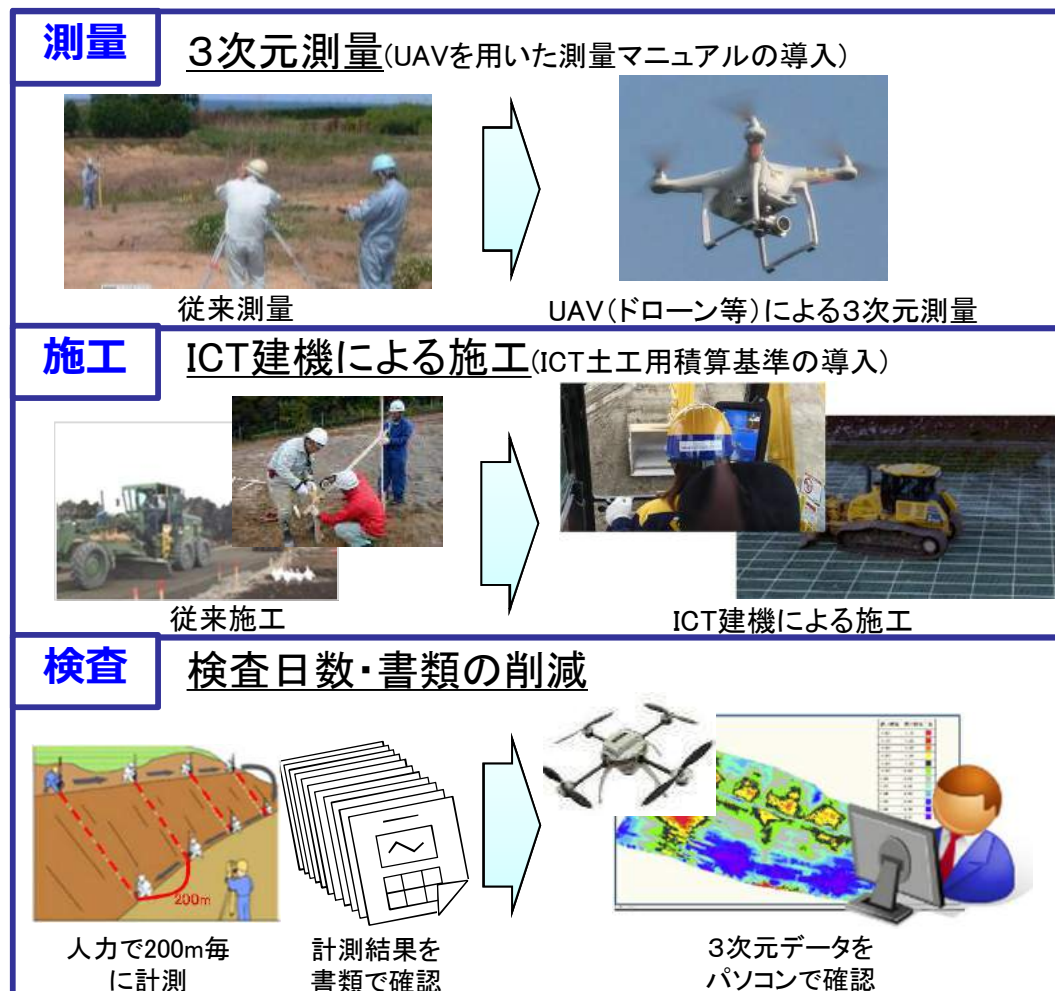 測量
３次元測量(UAVを用いた測量マニュアルの導入)
従来測量
UAV(ドローン等)による３次元測量
施工
ICT建機による施工(ICT土工用積算基準の導入)
従来施工
ICT建機による施工
検査
検査日数・書類の削減
200m
人力で200m毎
に計測
計測結果を
書類で確認
３次元データを
パソコンで確認